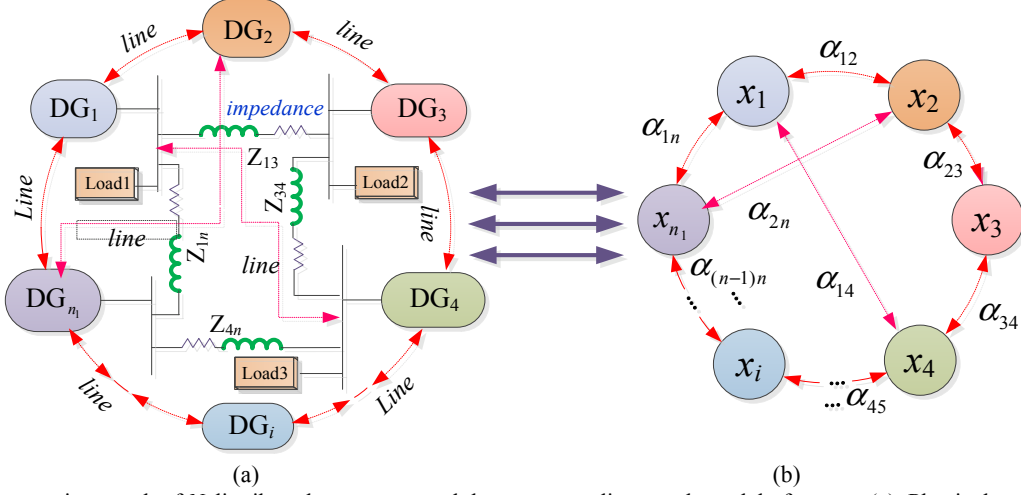 DG₂
line
line
DG₁
impedance
DG₃
Z₁₃
Load1
Load2
Z₃₄
Line
line
line
Z₁ₙ
line
DGₙ₁
DG₄
Z₄ₙ
Load3
line
Line
DGᵢ
(a)
α₁₂
x₁
x₂
α₁ₙ
α₂₃
xₙ₁
α₂ₙ
x₃
α₍ₙ₋₁₎ₙ
...
...
α₁₄
α₃₄
xᵢ
x₄
...
...
α₄₅
(b)